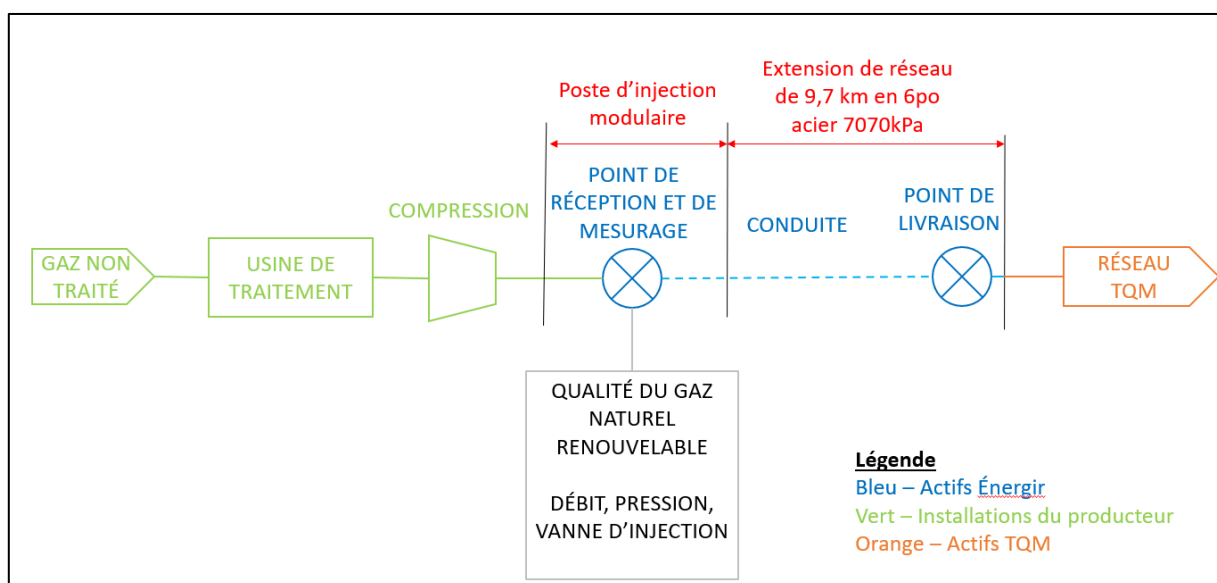 Poste d’injection
modulaire
Extension de réseau
de 9,7 km en 6po
acier 7070kPa
GAZ NON
TRAITÉ
USINE DE
TRAITEMENT
COMPRESSION
POINT DE
RÉCEPTION ET DE
MESURAGE
CONDUITE
POINT DE
LIVRAISON
RÉSEAU
TQM
QUALITÉ DU GAZ
NATUREL
RENOUVELABLE
DÉBIT, PRESSION,
VANNE D’INJECTION
Légende
Bleu – Actifs Énergir
Vert – Installations du producteur
Orange – Actifs TQM